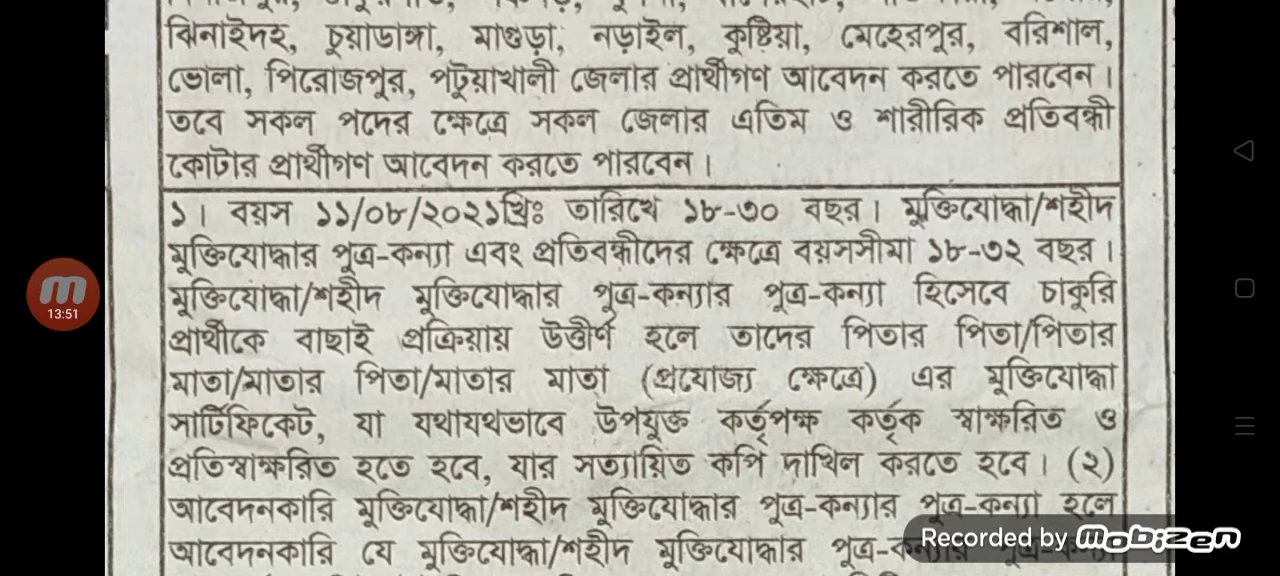 ঝিনাইদহ, চুয়াডাঙ্গা, মাগুড়া, নড়াইল, কুষ্টিয়া, মেহেরপুর, বরিশাল,
ভোলা, পিরোজপুর, পটুয়াখালী জেলার প্রার্থীগণ আবেদন করতে পারবেন।
তবে সকল পদের ক্ষেত্রে সকল জেলার এতিম ও শারীরিক প্রতিবন্ধী
কোটার প্রার্থীগণ আবেদন করতে পারবেন।
১। বয়স ১১/০৮/২০২১খ্রিঃ তারিখে ১৮-৩০ বছর। মুক্তিযোদ্ধা/শহীদ
মুক্তিযোদ্ধার পুত্র-কন্যা এবং প্রতিবন্ধীদের ক্ষেত্রে বয়সসীমা ১৮-৩২ বছর।
মুক্তিযোদ্ধা/শহীদ মুক্তিযোদ্ধার পুত্র-কন্যার পুত্র-কন্যা হিসেবে চাকুরি
প্রার্থীকে বাছাই প্রক্রিয়ায় উত্তীর্ণ হলে তাদের পিতার পিতা/পিতার
মাতা/মাতার পিতা/মাতার মাতা (প্রযোজ্য ক্ষেত্রে) এর মুক্তিযোদ্ধা
সার্টিফিকেট, যা যথাযথভাবে উপযুক্ত কর্তৃপক্ষ কর্তৃক স্বাক্ষরিত ও
প্রতিস্বাক্ষরিত হতে হবে, যার সত্যায়িত কপি দাখিল করতে হবে। (২)
আবেদনকারি মুক্তিযোদ্ধা/শহীদ মুক্তিযোদ্ধার পুত্র-কন্যার পুত্র-কন্যা হলে
আবেদনকারি যে মুক্তিযোদ্ধা/শহীদ মুক্তিযোদ্ধার পুত্র-কন্যার পুত্র-কন্যা
13:51
Recorded by mobizen